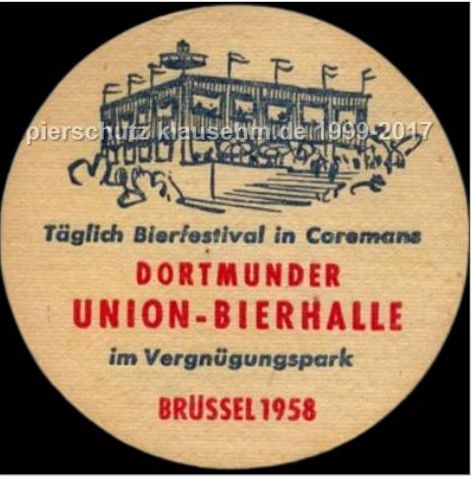 pierschutz klausehm.de 1999-2017
Täglich Bierfestival in Coremans
DORTMUNDER
UNION-BIERHALLE
im Vergnügungspark
BRÜSSEL 1958